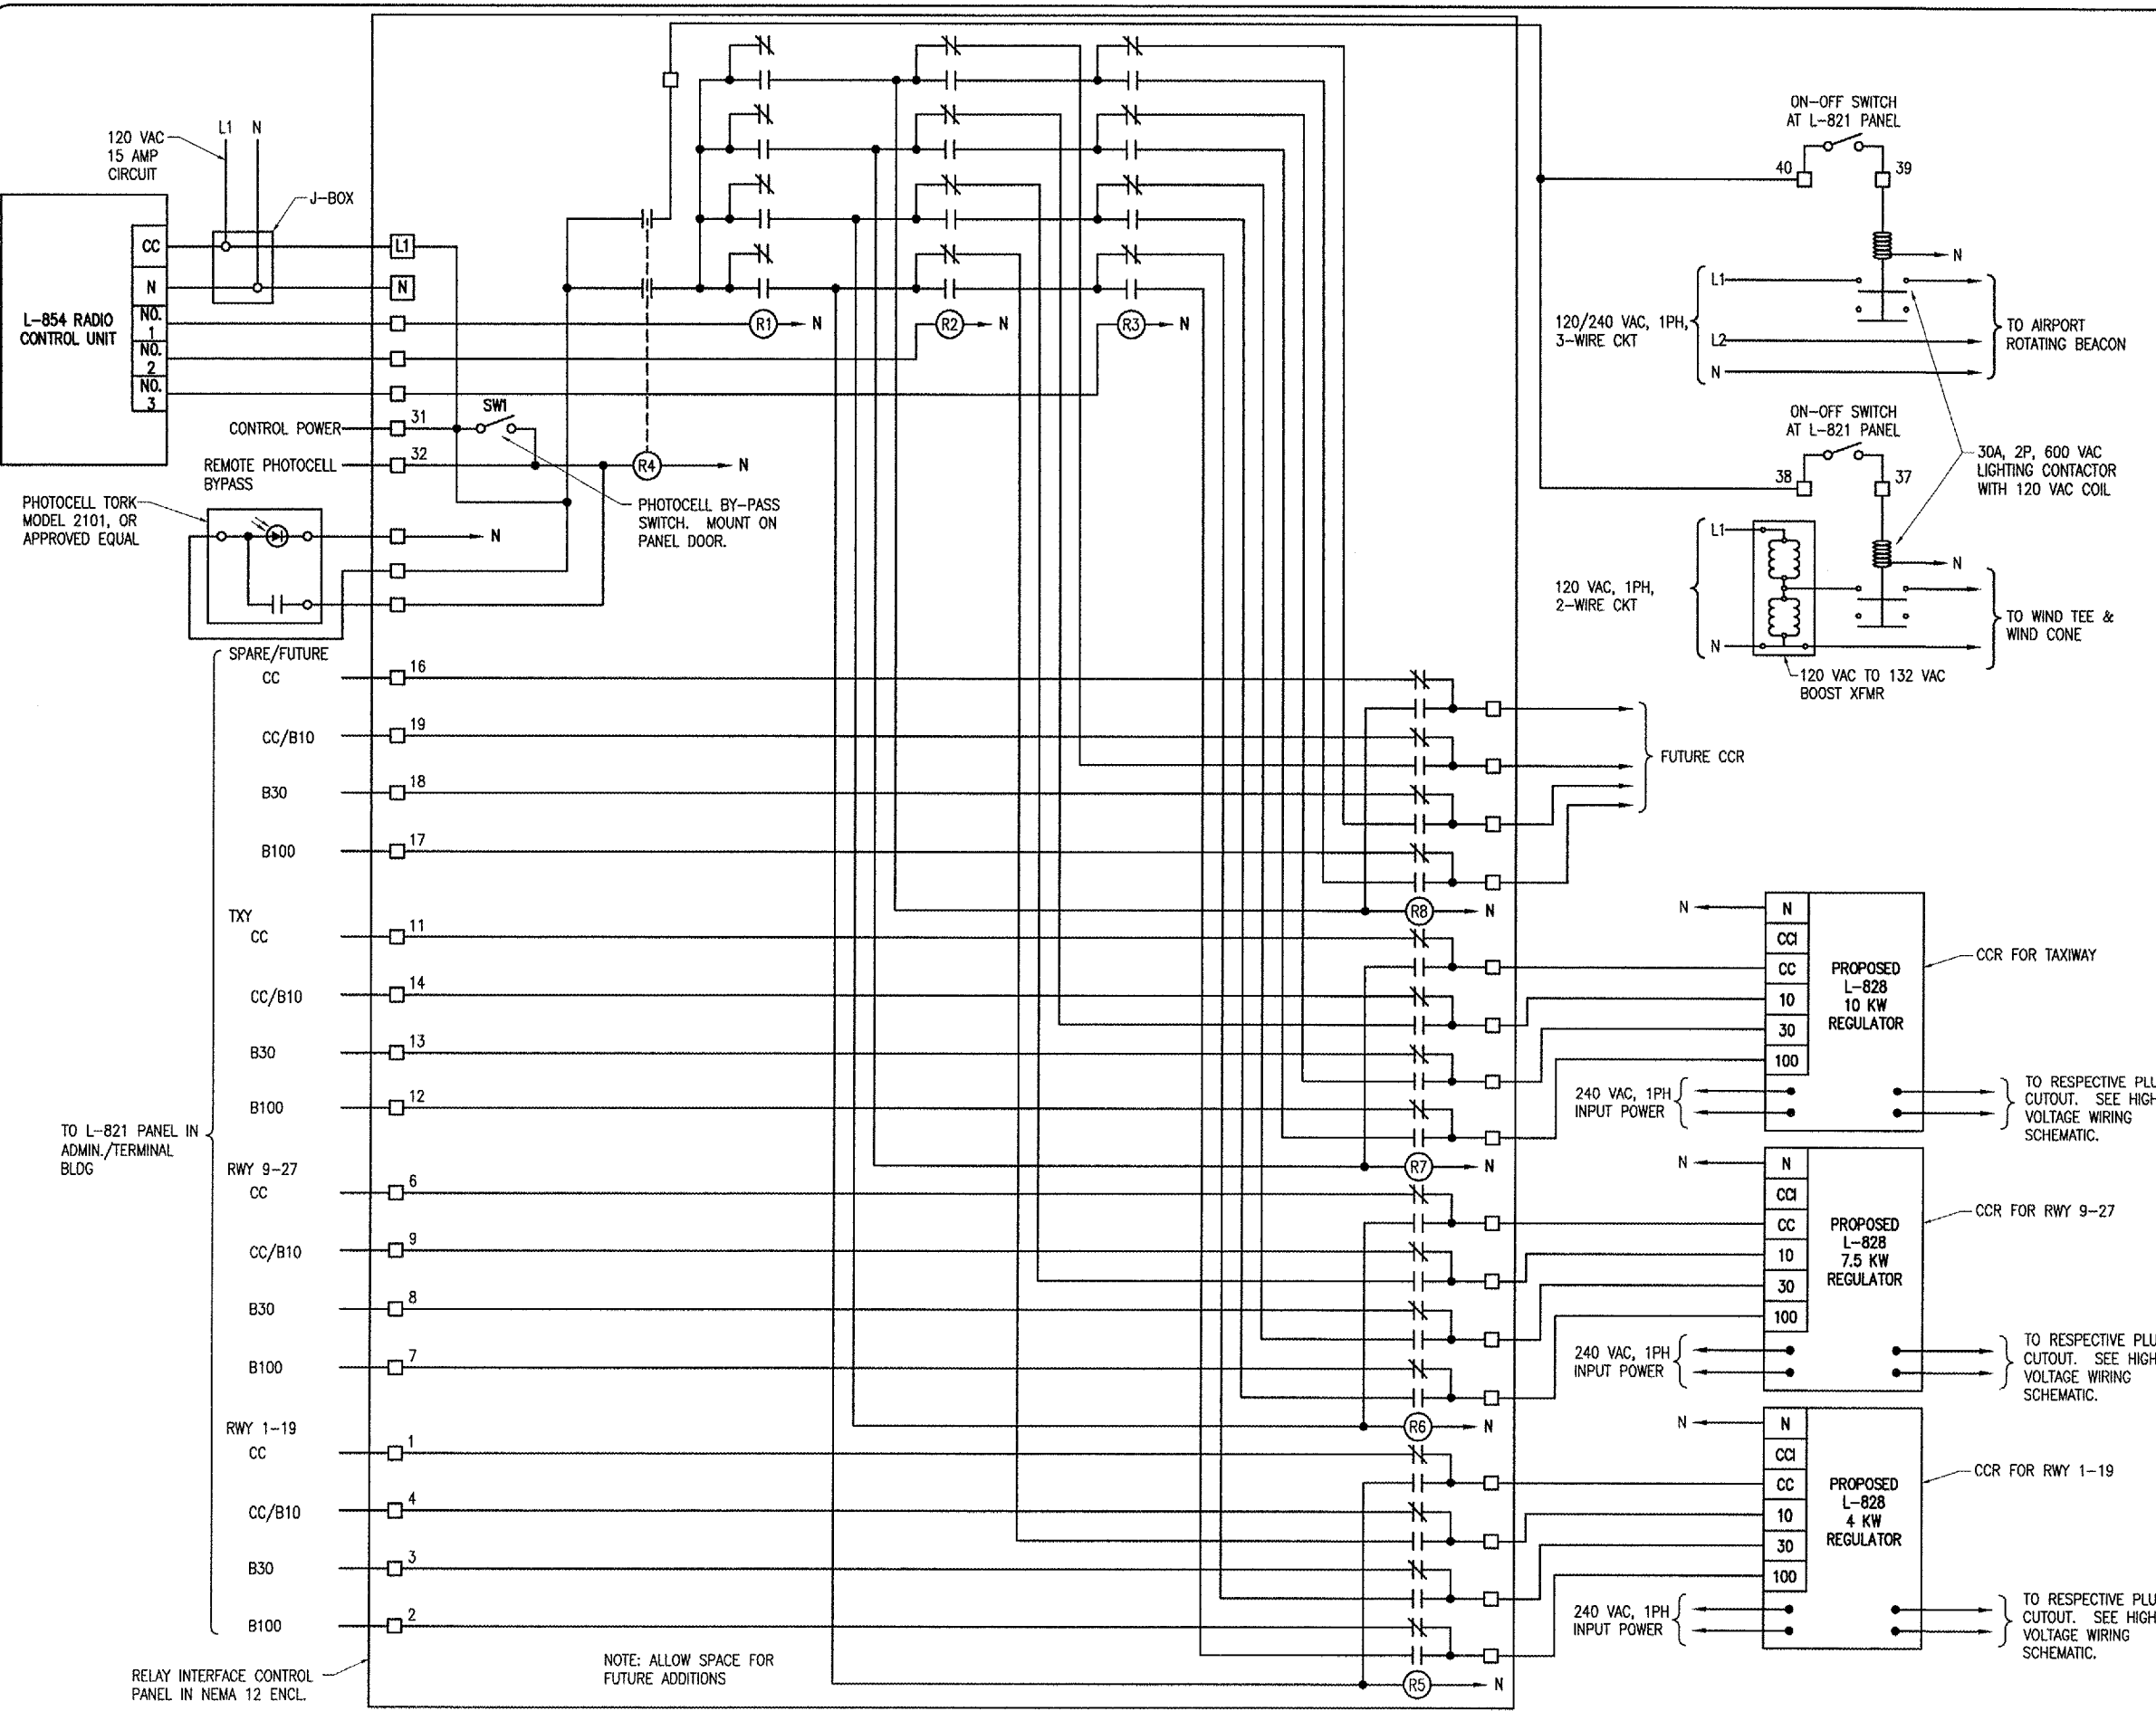 120 VAC
15 AMP
CIRCUIT
L1 N
J-BOX
L-854 RADIO
CONTROL UNIT
CC
N
NO.
1
NO.
2
NO.
3
L1
N
R1 N
R2 N
R3 N
CONTROL POWER 31
SW1
REMOTE PHOTOCELL
BYPASS
32
R4 N
PHOTOCELL BY-PASS
SWITCH. MOUNT ON
PANEL DOOR.
PHOTOCELL TORK
MODEL 2101, OR
APPROVED EQUAL
N
ON-OFF SWITCH
AT L-821 PANEL
40 39
N
120/240 VAC, 1PH,
3-WIRE CKT
L1
L2
N
TO AIRPORT
ROTATING BEACON
ON-OFF SWITCH
AT L-821 PANEL
30A, 2P, 600 VAC
LIGHTING CONTACTOR
WITH 120 VAC COIL
38 37
N
120 VAC, 1PH,
2-WIRE CKT
L1
N
TO WIND TEE &
WIND CONE
120 VAC TO 132 VAC
BOOST XFMR
TO L-821 PANEL IN
ADMIN./TERMINAL
BLDG
SPARE/FUTURE
CC 16
CC/B10 19
B30 18
B100 17
FUTURE CCR
R8 N
TXY
CC 11
CC/B10 14
B30 13
B100 12
R7 N
RWY 9-27
CC 6
CC/B10 9
B30 8
B100 7
R6 N
RWY 1-19
CC 1
CC/B10 4
B30 3
B100 2
R5 N
N
N
CCI
CC
10
30
100
PROPOSED
L-828
10 KW
REGULATOR
CCR FOR TAXIWAY
240 VAC, 1PH
INPUT POWER
TO RESPECTIVE PLU
CUTOUT. SEE HIGH
VOLTAGE WIRING
SCHEMATIC.
N
N
CCI
CC
10
30
100
PROPOSED
L-828
7.5 KW
REGULATOR
CCR FOR RWY 9-27
240 VAC, 1PH
INPUT POWER
TO RESPECTIVE PLU
CUTOUT. SEE HIGH
VOLTAGE WIRING
SCHEMATIC.
N
N
CCI
CC
10
30
100
PROPOSED
L-828
4 KW
REGULATOR
CCR FOR RWY 1-19
240 VAC, 1PH
INPUT POWER
TO RESPECTIVE PLU
CUTOUT. SEE HIGH
VOLTAGE WIRING
SCHEMATIC.
RELAY INTERFACE CONTROL
PANEL IN NEMA 12 ENCL.
NOTE: ALLOW SPACE FOR
FUTURE ADDITIONS